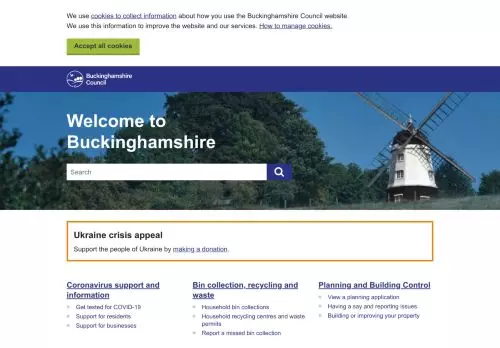 We use cookies to collect information about how you use the Buckinghamshire Council website.
We use this information to improve the website and our services. How to manage cookies.
Accept all cookies
Buckinghamshire
Council
Welcome to
Buckinghamshire
Search
Ukraine crisis appeal
Support the people of Ukraine by making a donation.
Coronavirus support and
information
Get tested for COVID-19
Support for residents
Support for businesses
Bin collection, recycling and
waste
Household bin collections
Household recycling centres and waste
permits
Report a missed bin collection
Planning and Building Control
View a planning application
Having a say and reporting issues
Building or improving your property